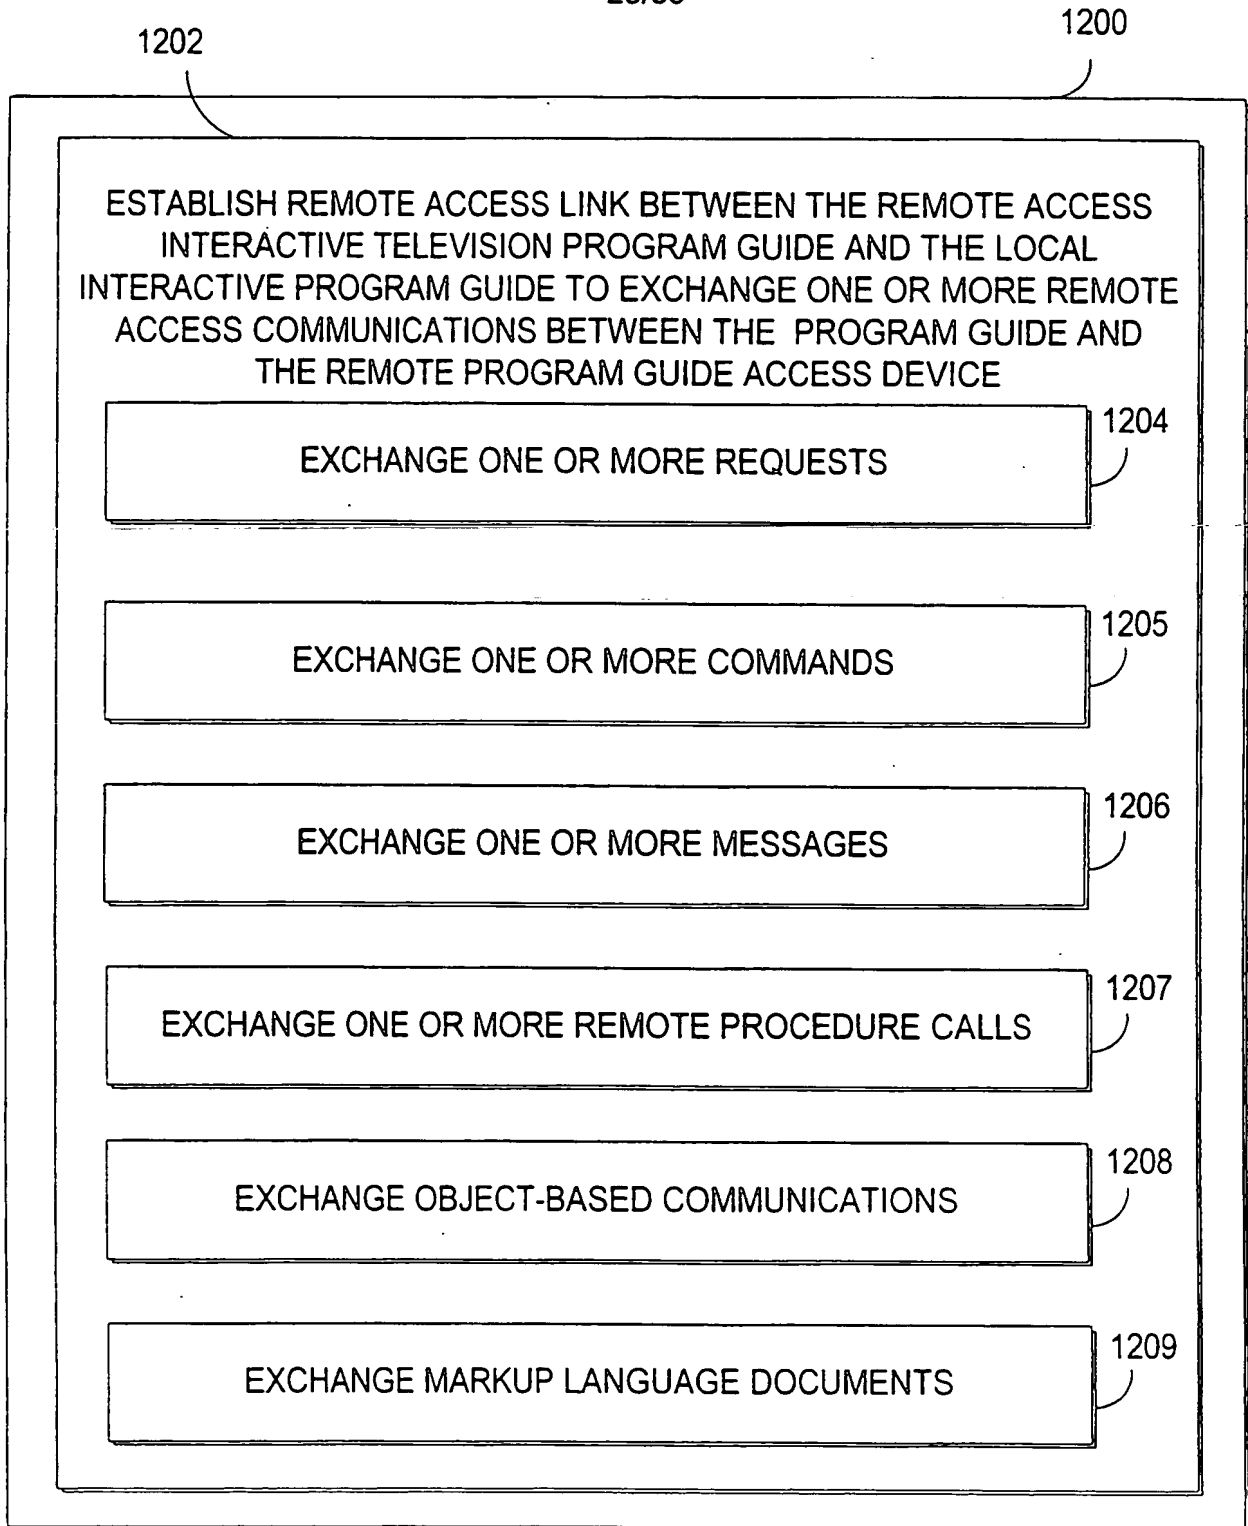 1202
1200
ESTABLISH REMOTE ACCESS LINK BETWEEN THE REMOTE ACCESS
INTERACTIVE TELEVISION PROGRAM GUIDE AND THE LOCAL
INTERACTIVE PROGRAM GUIDE TO EXCHANGE ONE OR MORE REMOTE
ACCESS COMMUNICATIONS BETWEEN THE PROGRAM GUIDE AND
THE REMOTE PROGRAM GUIDE ACCESS DEVICE
1204
EXCHANGE ONE OR MORE REQUESTS
1205
EXCHANGE ONE OR MORE COMMANDS
1206
EXCHANGE ONE OR MORE MESSAGES
1207
EXCHANGE ONE OR MORE REMOTE PROCEDURE CALLS
1208
EXCHANGE OBJECT-BASED COMMUNICATIONS
1209
EXCHANGE MARKUP LANGUAGE DOCUMENTS